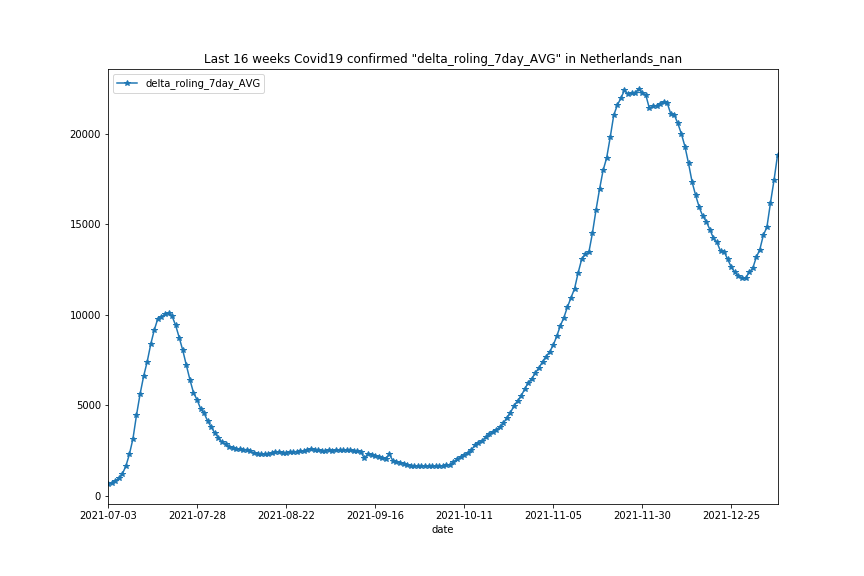 Last 16 weeks Covid19 confirmed "delta_roling_7day_AVG" in Netherlands_nan
delta_roling_7day_AVG
20000
15000
10000
5000
0
2021-07-03 2021-07-28 2021-08-22 2021-09-16 2021-10-11 2021-11-05 2021-11-30 2021-12-25
date